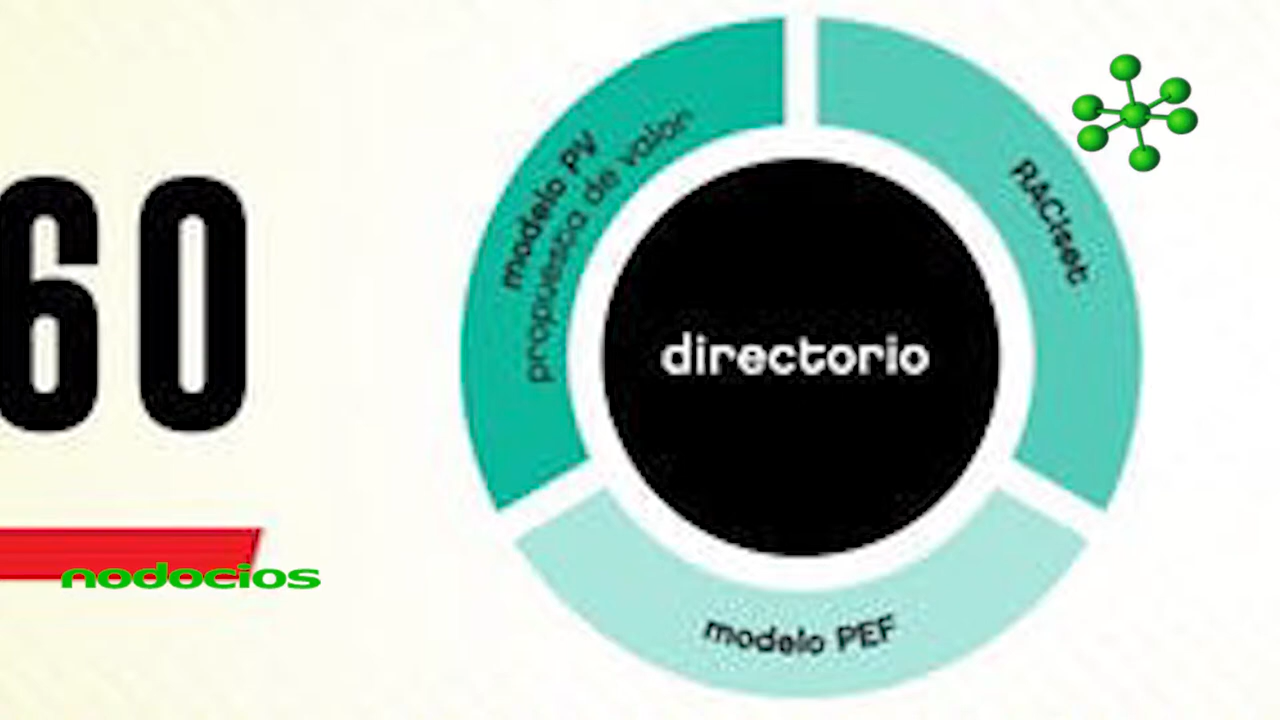 60
modelo PV
propuesta de valor
RACIset
directorio
modelo PEF
nodocios